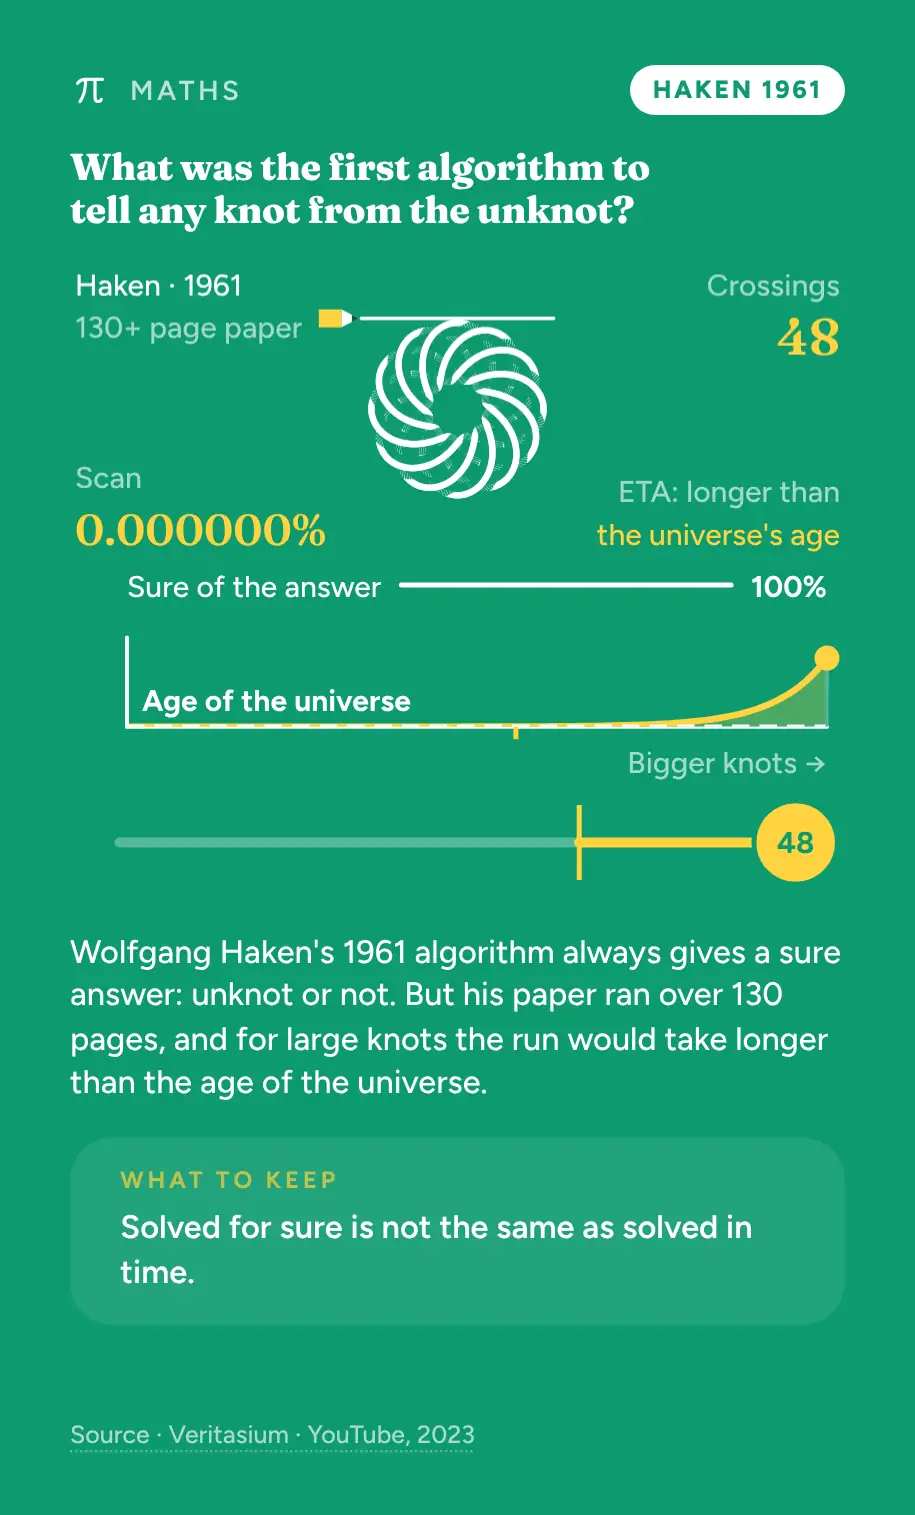 π MATHS
HAKEN 1961
What was the first algorithm to
tell any knot from the unknot?
Haken · 1961
130+ page paper
Crossings
48
Scan
0.000000%
ETA: longer than
the universe's age
Sure of the answer
100%
Age of the universe
Bigger knots →
48
Wolfgang Haken's 1961 algorithm always gives a sure
answer: unknot or not. But his paper ran over 130
pages, and for large knots the run would take longer
than the age of the universe.
WHAT TO KEEP
Solved for sure is not the same as solved in
time.
Source · Veritasium · YouTube, 2023